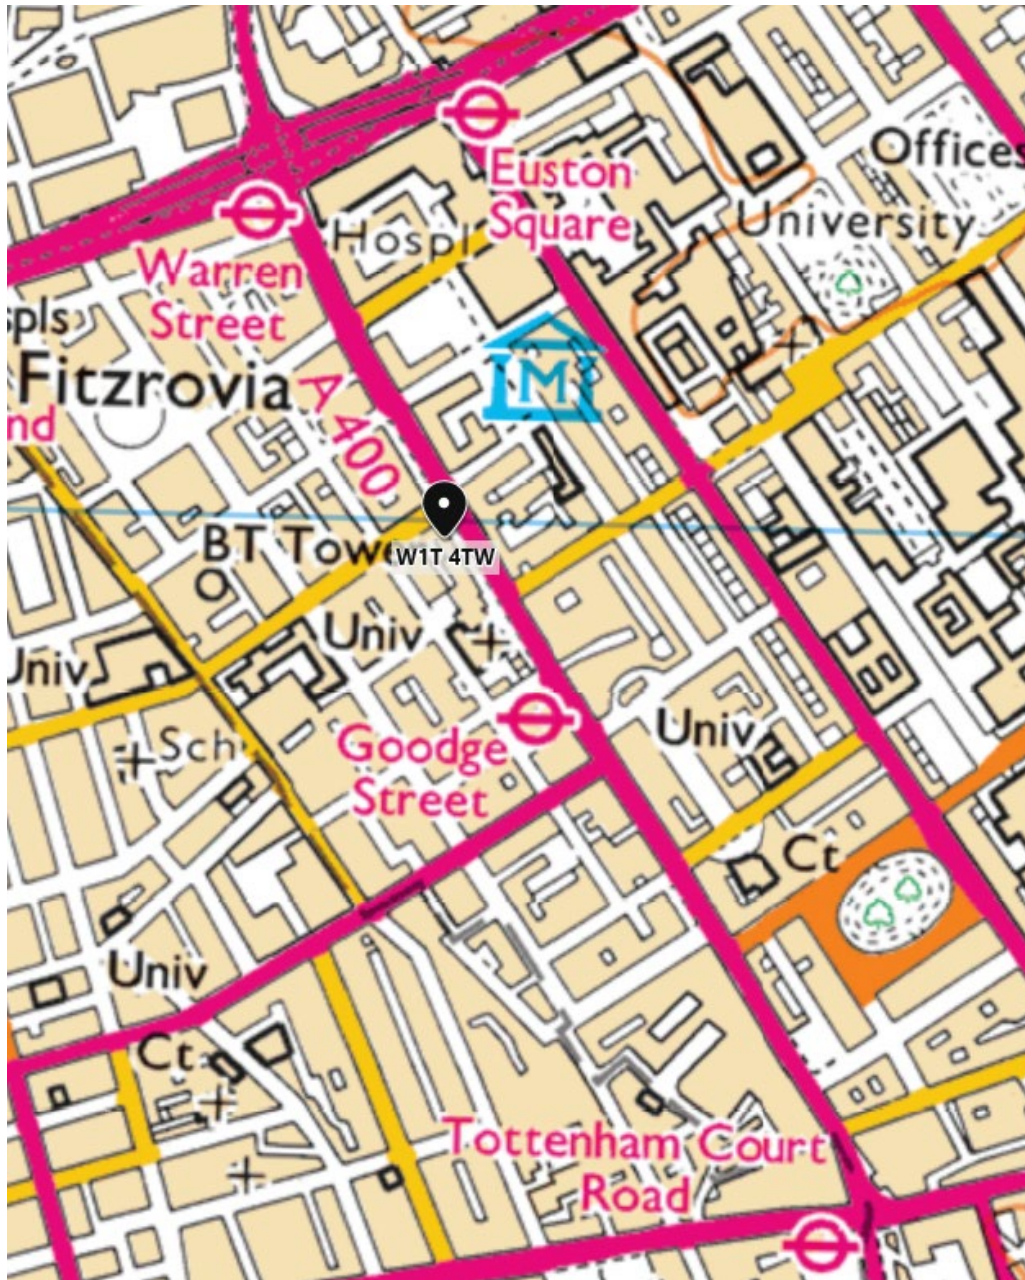 Offices
Euston
Square
University
Hospl
Warren
Street
spls
Fitzrovia
nd
A 400
M
BT Towe
W1T 4TW
Univ
Univ
Univ
Goodge
Street
Sch
Ct
Univ
Ct
Tottenham Court
Road